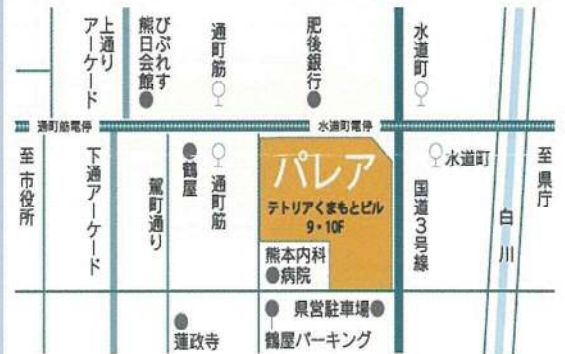 上通り
アーケード
びぷれす
熊日会館
通町筋
肥後銀行
水道町
通町筋電停
水道町電停
至 市役所
下通アーケード
駕町通り
鶴屋
通町筋
パレア
テトリアくまもとビル
9・10F
熊本内科
病院
国道3号線
水道町
白川
至 県庁
蓮政寺
県営駐車場
鶴屋パーキング